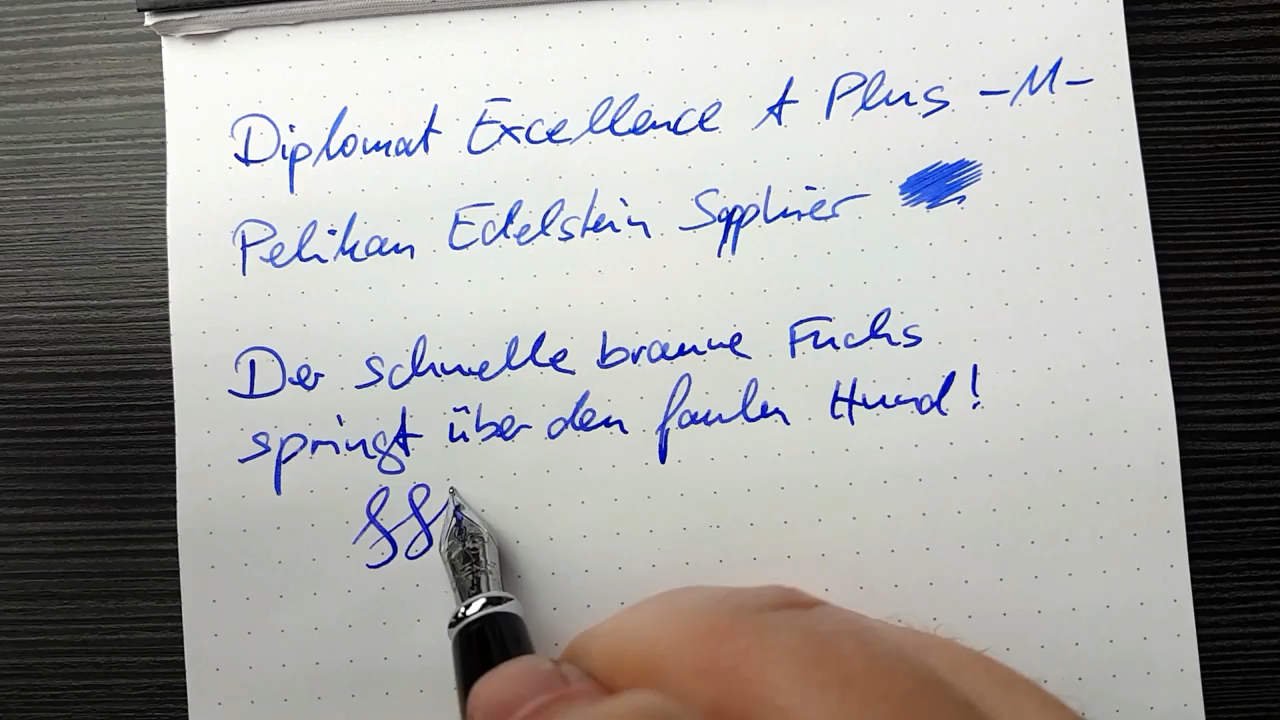 Diplomat Excellence A Plus -M-
Pelikan Edelstein Sapphier
Der schnelle braune Fuchs
springt über den faulen Hund!